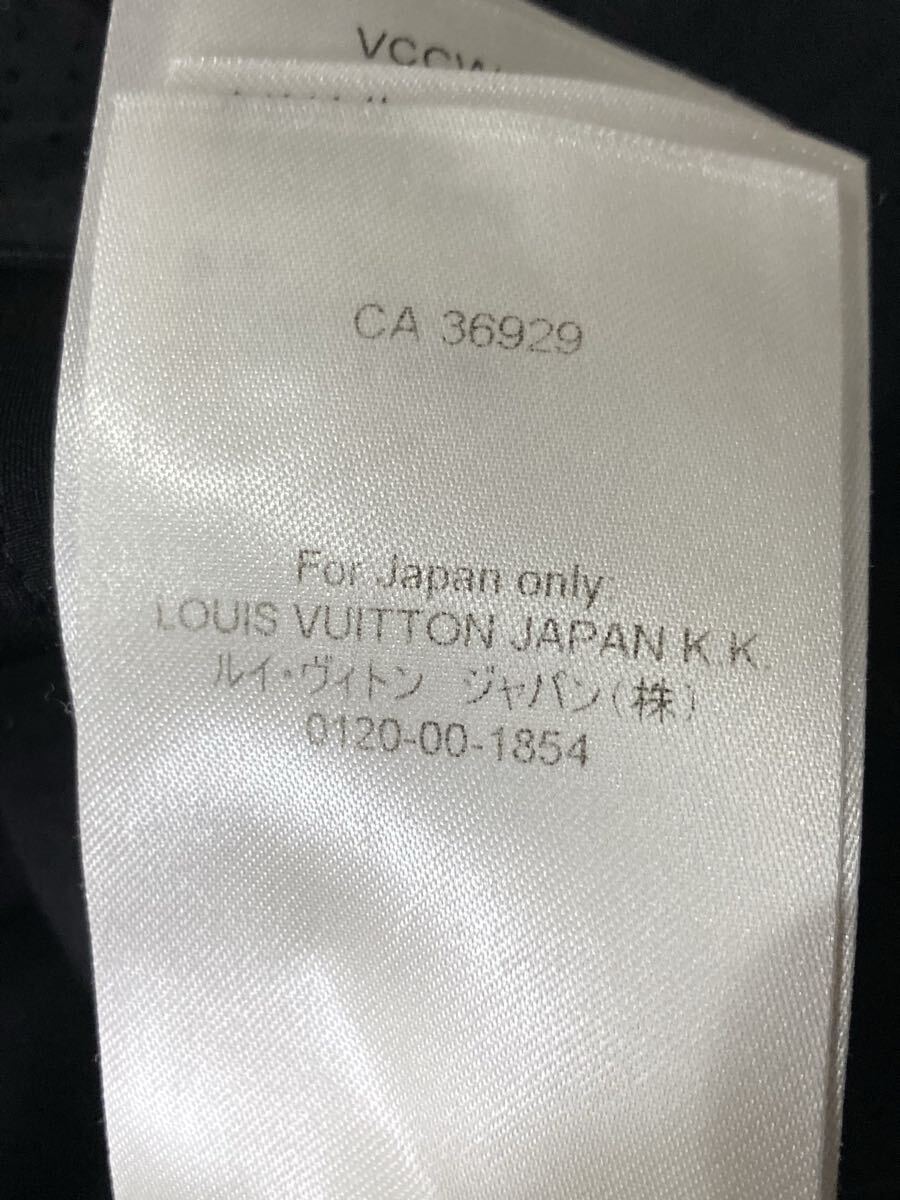 CA 36929
For Japan only
LOUIS VUITTON JAPAN K.K.
ルイ・ヴィトン ジャパン(株)
0120-00-1854